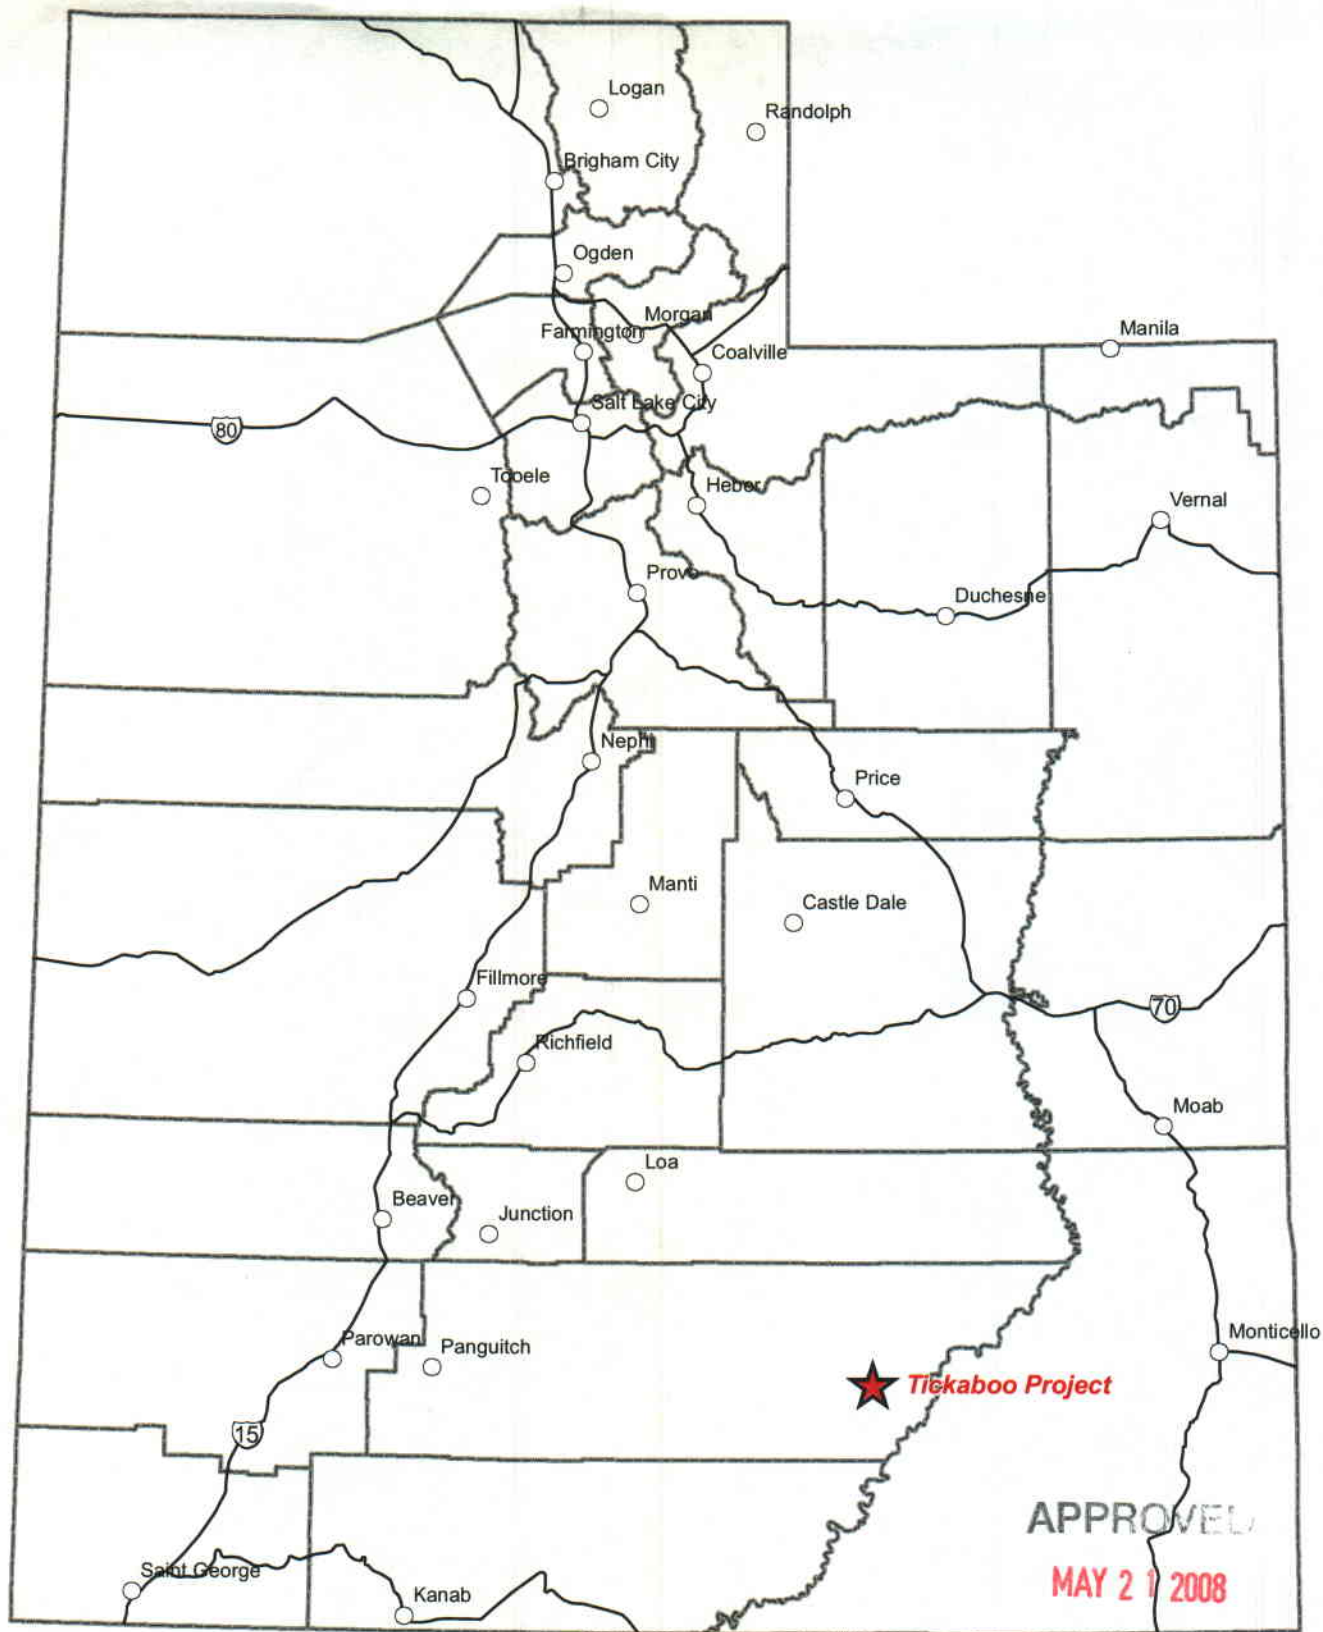 Logan
Randolph
Brigham City
Ogden
Morgan
Farmington
Manila
Coalville
Salt Lake City
80
Tooele
Heber
Vernal
Provo
Duchesne
Nephi
Price
Manti
Castle Dale
Fillmore
70
Richfield
Moab
Loa
Beaver
Junction
Monticello
Parowan
Panguitch
Tickaboo Project
15
APPROVED
MAY 21 2008
Saint George
Kanab